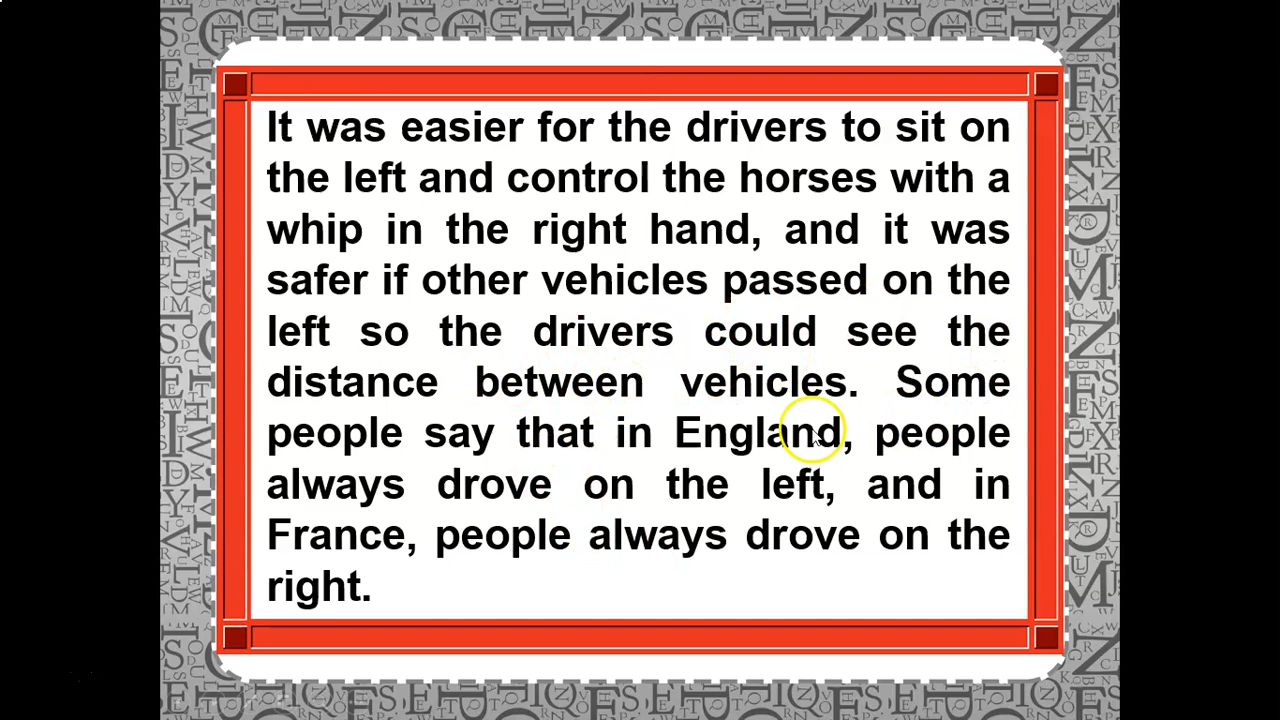 It was easier for the drivers to sit on
the left and control the horses with a
whip in the right hand, and it was
safer if other vehicles passed on the
left so the drivers could see the
distance between vehicles. Some
people say that in England, people
always drove on the left, and in
France, people always drove on the
right.